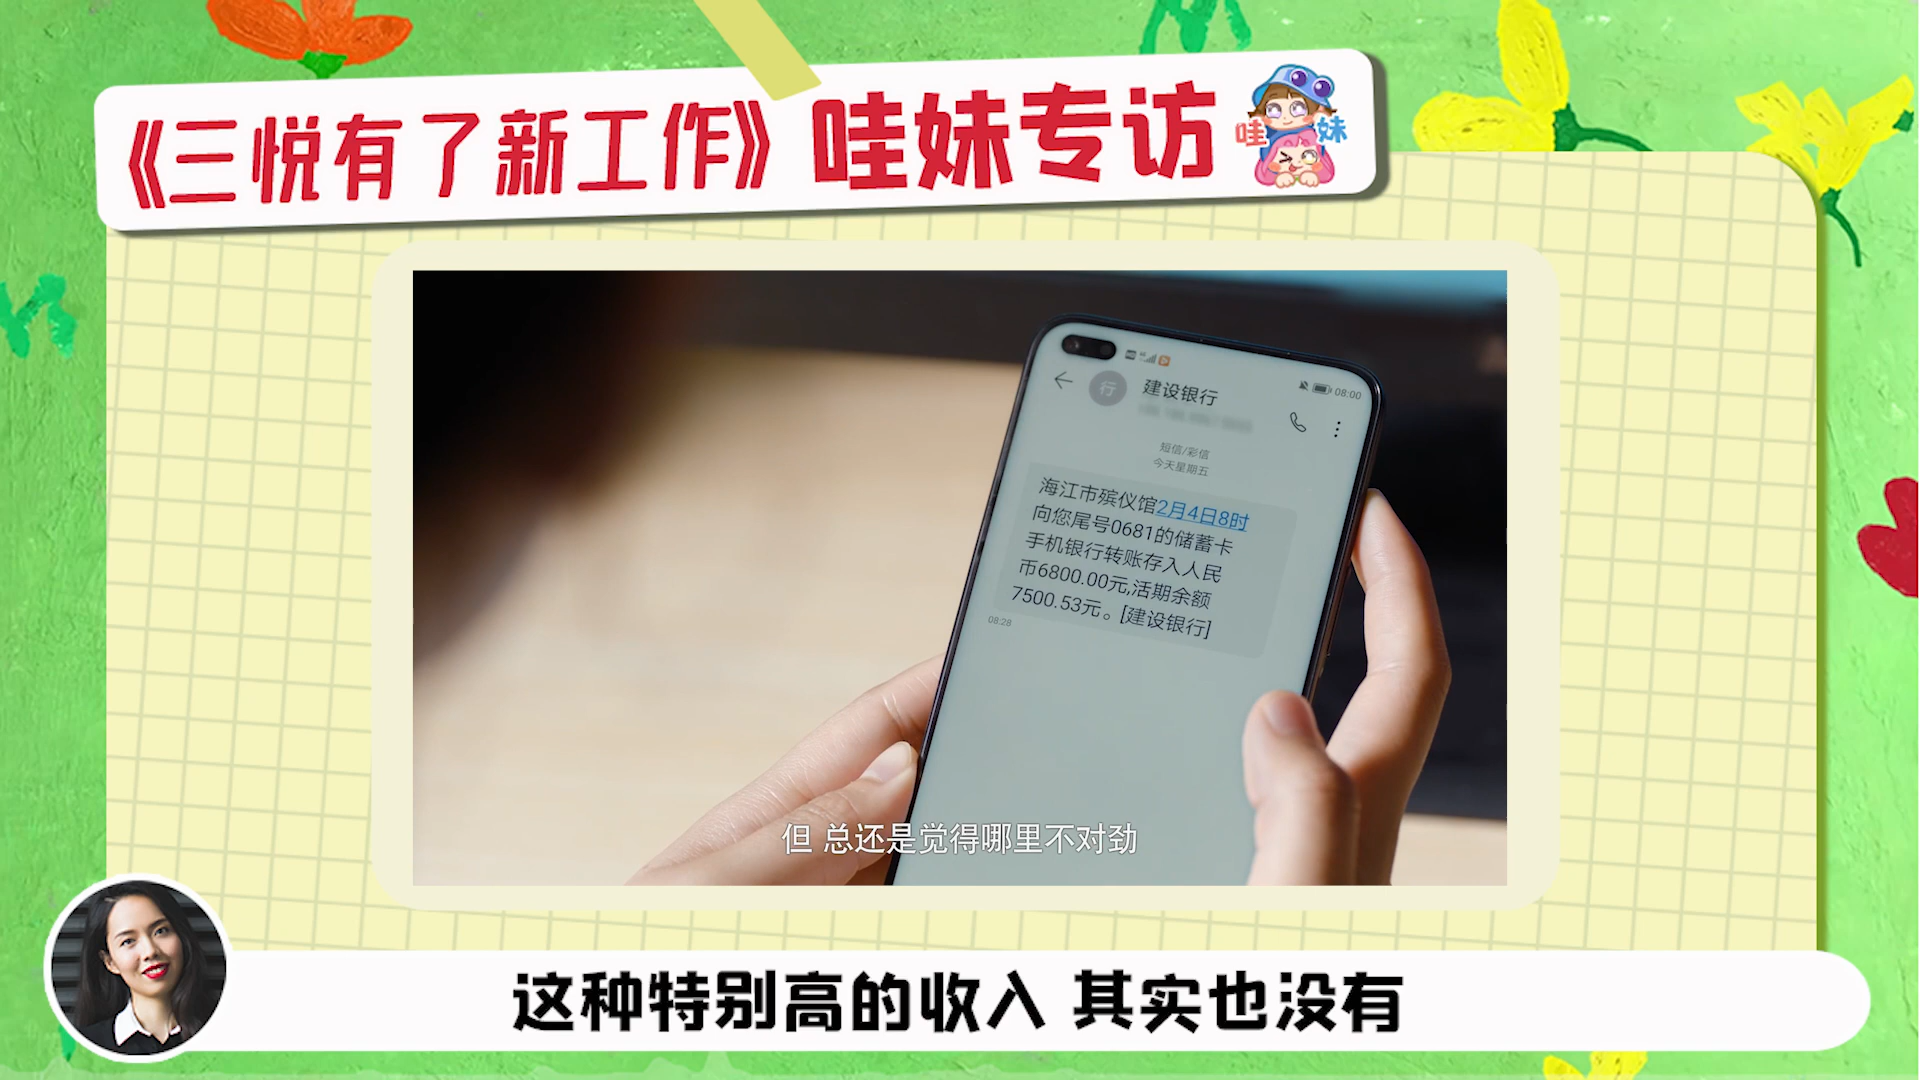 《三悦有了新工作》哇妹专访
哇妹
08:00
行
建设银行
短信/彩信
今天星期五
海江市殡仪馆2月4日8时
向您尾号0681的储蓄卡
手机银行转账存入人民
币6800.00元,活期余额
7500.53元。[建设银行]
08:28
但 总还是觉得哪里不对劲
这种特别高的收入 其实也没有